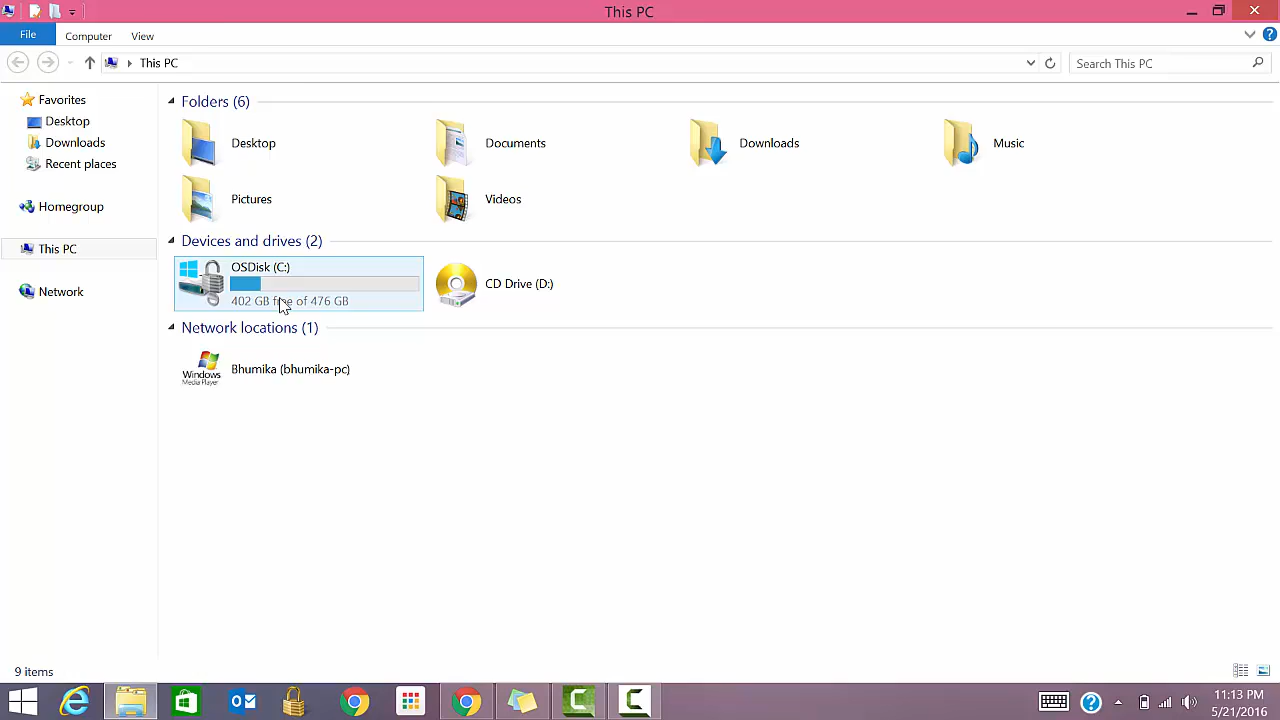 This PC
File
Computer
View
This PC
Search This PC
Favorites
Desktop
Downloads
Recent places
Homegroup
This PC
Network
Folders (6)
Desktop
Documents
Downloads
Music
Pictures
Videos
Devices and drives (2)
OSDisk (C:)
402 GB free of 476 GB
CD Drive (D:)
Network locations (1)
Windows
Media Player
Bhumika (bhumika-pc)
9 items
11:13 PM
5/21/2016